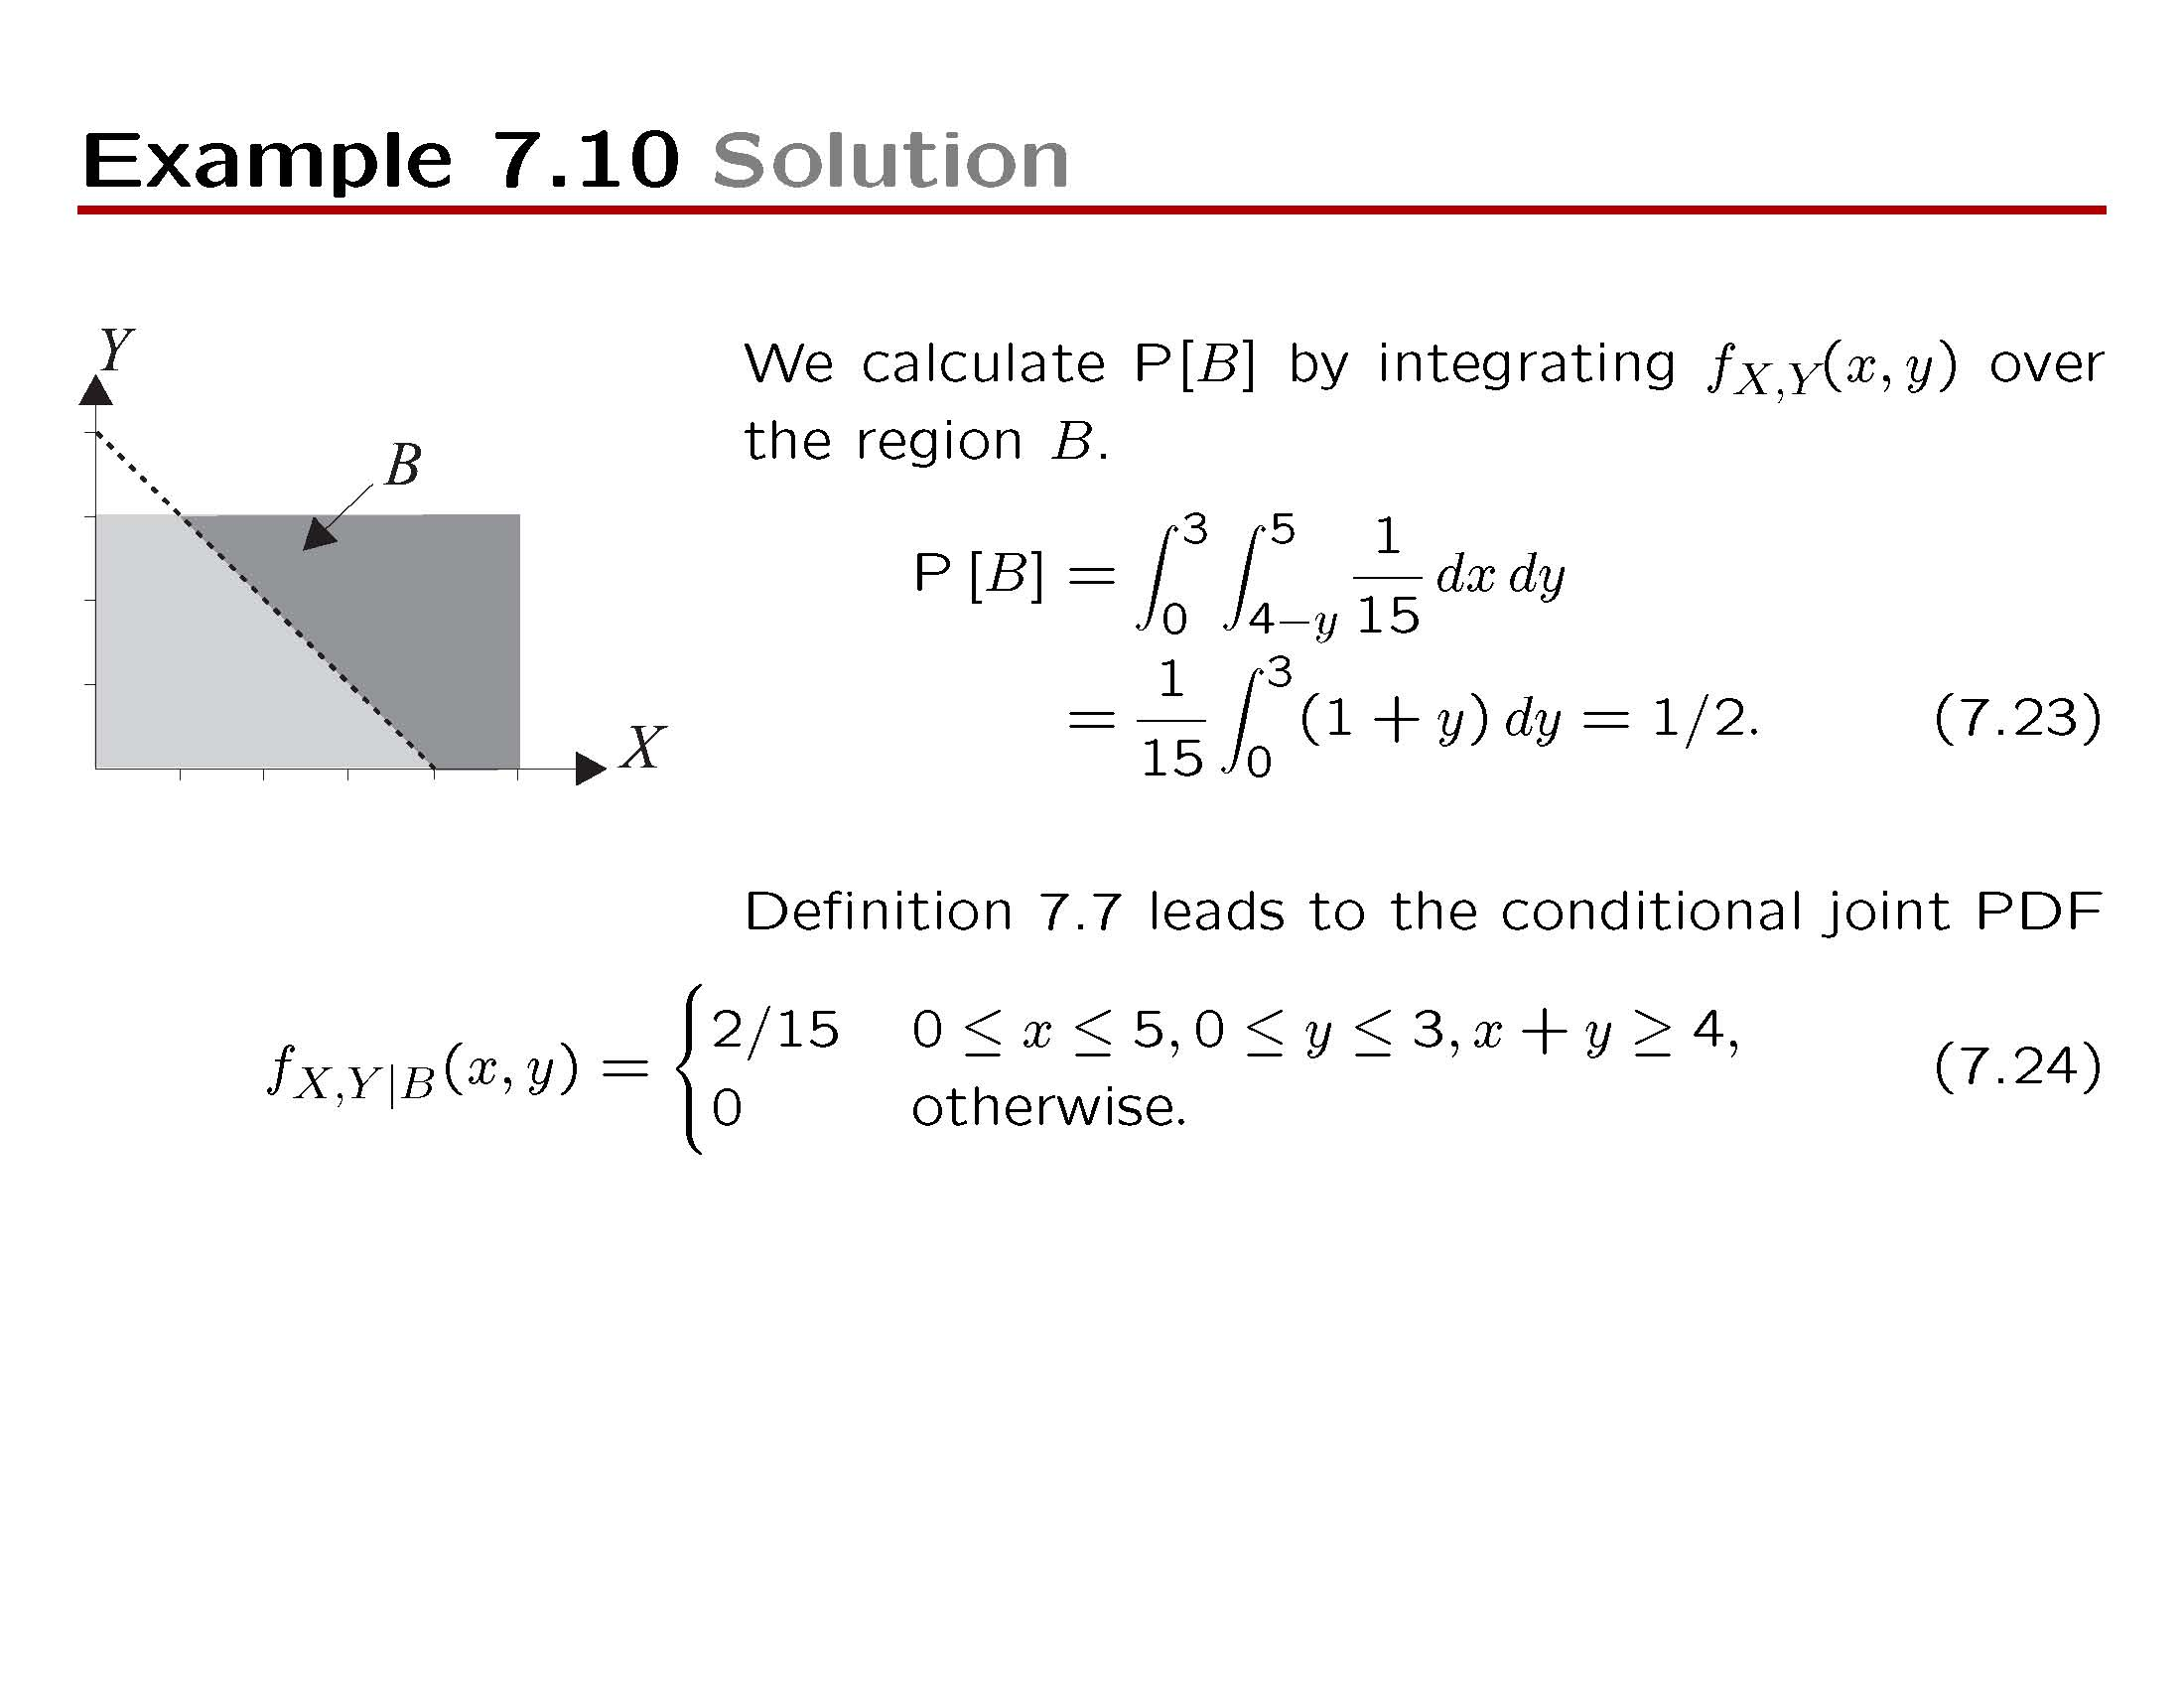 Example 7.10 Solution
Y
B
X
We calculate P[B] by integrating f_{X,Y}(x, y) over
the region B.
P [B] = ∫_0^3 ∫_{4−y}^5 1/15 dx dy
= 1/15 ∫_0^3 (1 + y) dy = 1/2. (7.23)
Definition 7.7 leads to the conditional joint PDF
f_{X,Y|B}(x, y) = { 2/15 0 ≤ x ≤ 5, 0 ≤ y ≤ 3, x + y ≥ 4,
0 otherwise. (7.24)